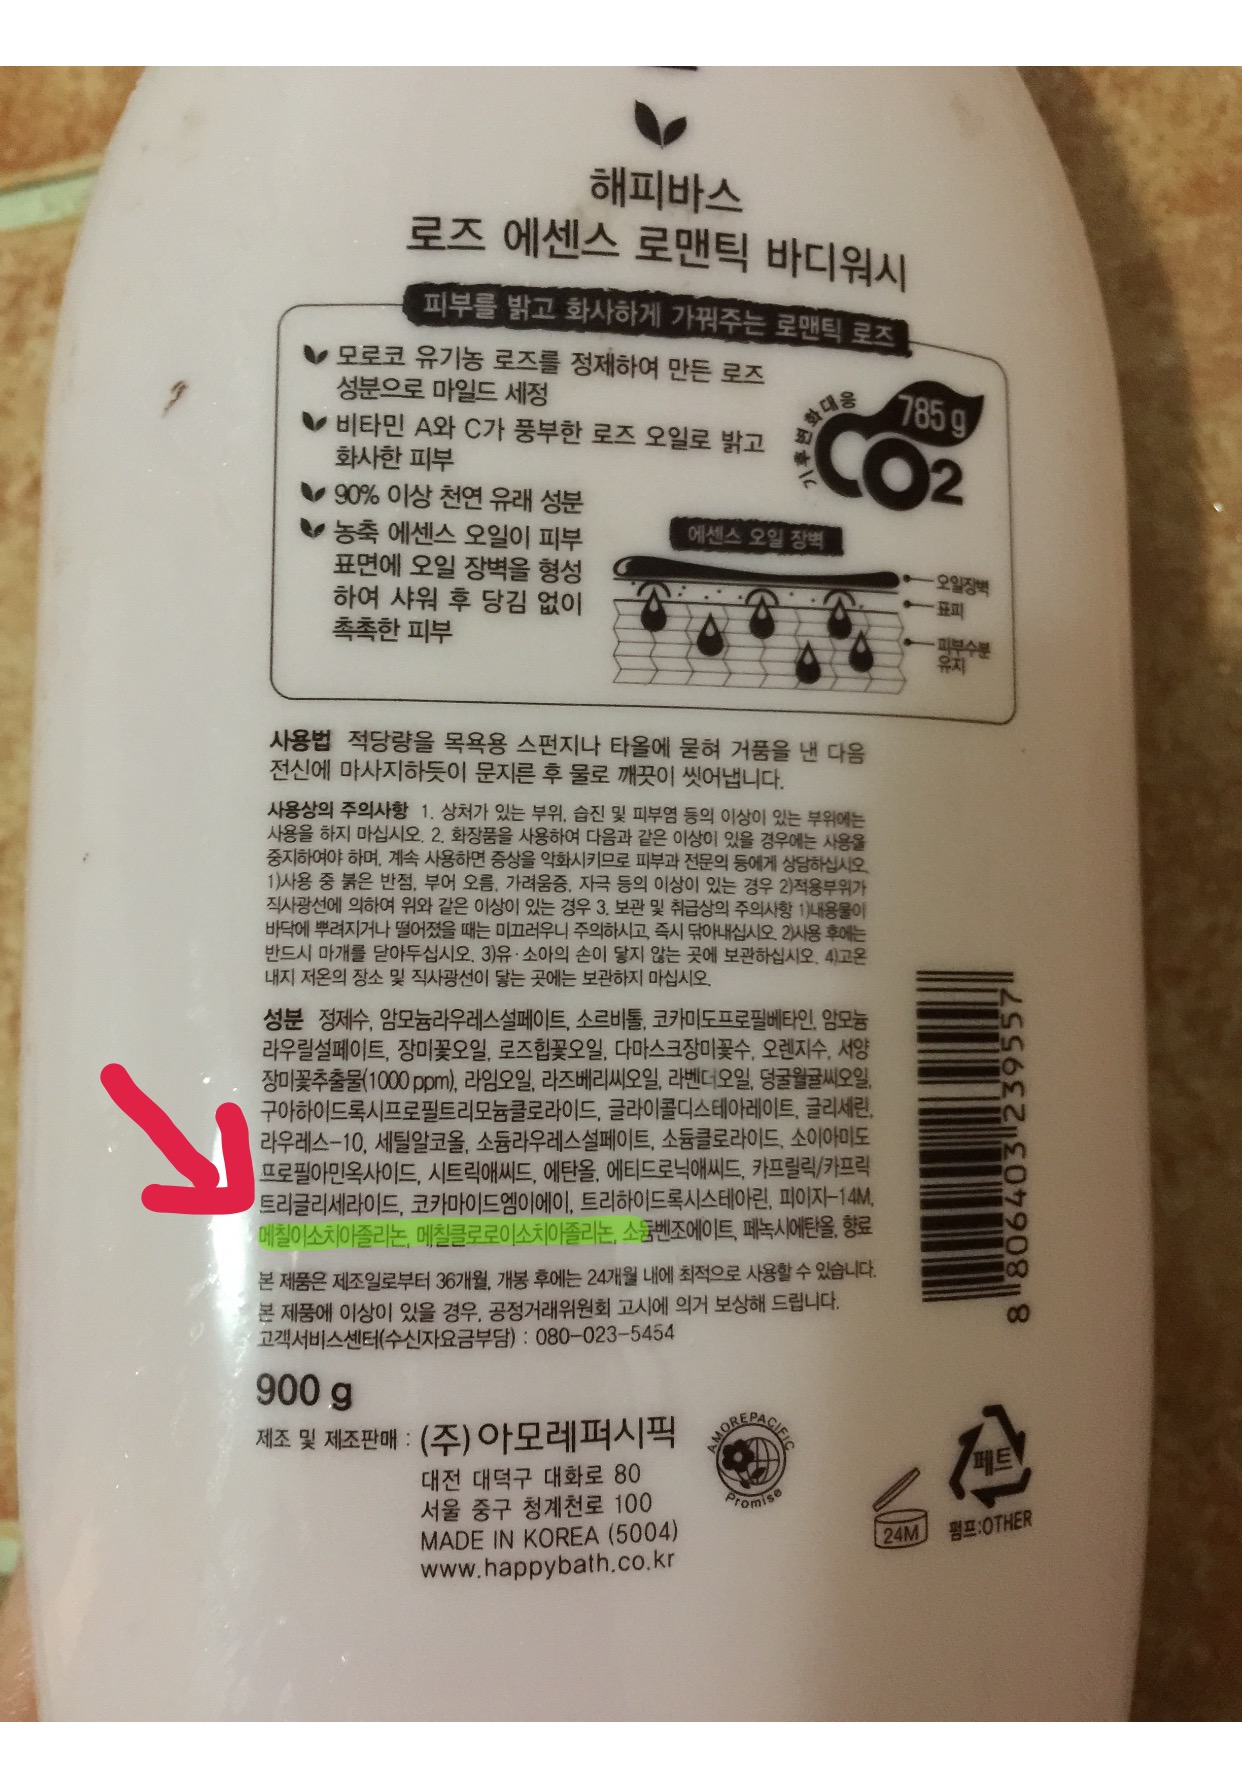 해피바스
로즈 에센스 로맨틱 바디워시
피부를 밝고 화사하게 가꿔주는 로맨틱 로즈
모로코 유기농 로즈를 정제하여 만든 로즈
성분으로 마일드 세정
비타민 A와 C가 풍부한 로즈 오일로 밝고
화사한 피부
90% 이상 천연 유래 성분
농축 에센스 오일이 피부
표면에 오일 장벽을 형성
하여 샤워 후 당김 없이
촉촉한 피부
기후변화대응
785g
CO2
에센스 오일 장벽
오일장벽
표피
피부수분
유지
사용법 적당량을 목욕용 스펀지나 타올에 묻혀 거품을 낸 다음
전신에 마사지하듯이 문지른 후 물로 깨끗이 씻어냅니다.
사용상의 주의사항 1. 상처가 있는 부위, 습진 및 피부염 등의 이상이 있는 부위에는
사용을 하지 마십시오. 2. 화장품을 사용하여 다음과 같은 이상이 있을 경우에는 사용을
중지하여야 하며, 계속 사용하면 증상을 악화시키므로 피부과 전문의 등에게 상담하십시오.
1)사용 중 붉은 반점, 부어 오름, 가려움증, 자극 등의 이상이 있는 경우 2)적용부위가
직사광선에 의하여 위와 같은 이상이 있는 경우 3. 보관 및 취급상의 주의사항 1)내용물이
바닥에 뿌려지거나 떨어졌을 때는 미끄러우니 주의하시고, 즉시 닦아내십시오. 2)사용 후에는
반드시 마개를 닫아두십시오. 3)유·소아의 손이 닿지 않는 곳에 보관하십시오. 4)고온
내지 저온의 장소 및 직사광선이 닿는 곳에는 보관하지 마십시오.
성분 정제수, 암모늄라우레스설페이트, 소르비톨, 코카미도프로필베타인, 암모늄
라우릴설페이트, 장미꽃오일, 로즈힙꽃오일, 다마스크장미꽃수, 오렌지수, 서양
장미꽃추출물(1000 ppm), 라임오일, 라즈베리씨오일, 라벤더오일, 덩굴월귤씨오일,
구아하이드록시프로필트리모늄클로라이드, 글라이콜디스테아레이트, 글리세린,
라우레스-10, 세틸알코올, 소듐라우레스설페이트, 소듐클로라이드, 소이아미도
프로필아민옥사이드, 시트릭애씨드, 에탄올, 에티드로닉애씨드, 카프릴릭/카프릭
트리글리세라이드, 코카마이드엠이에이, 트리하이드록시스테아린, 피이지-14M,
메칠이소치아졸리논, 메칠클로로이소치아졸리논, 소듐벤조에이트, 페녹시에탄올, 향료
본 제품은 제조일로부터 36개월, 개봉 후에는 24개월 내에 최적으로 사용할 수 있습니다.
본 제품에 이상이 있을 경우, 공정거래위원회 고시에 의거 보상해 드립니다.
고객서비스센터(수신자요금부담) : 080-023-5454
8 806403 239557
900 g
제조 및 제조판매 : (주)아모레퍼시픽
대전 대덕구 대화로 80
서울 중구 청계천로 100
MADE IN KOREA (5004)
www.happybath.co.kr
AMOREPACIFIC
Promise
24M
페트
펌프:OTHER